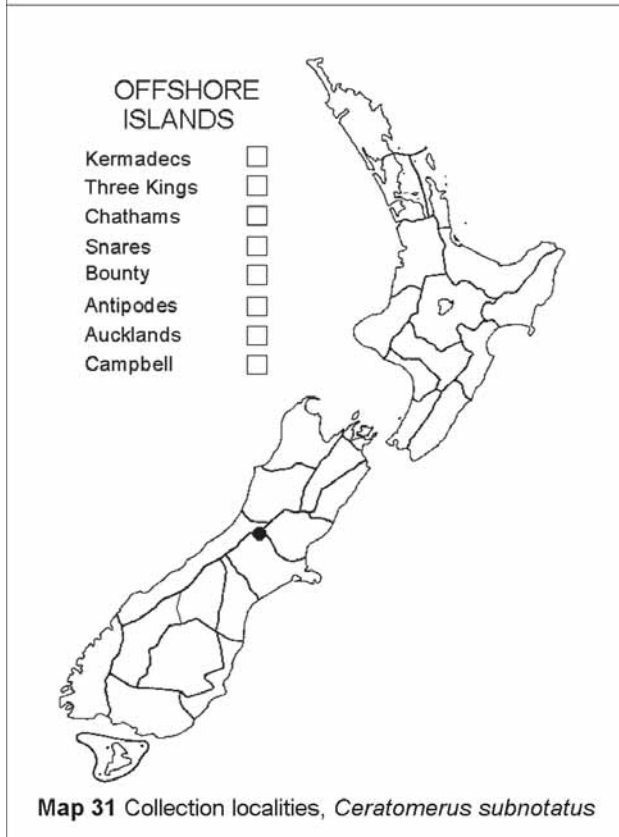 OFFSHORE
ISLANDS
Kermadecs
Three Kings
Chathams
Snares
Bounty
Antipodes
Aucklands
Campbell
Map 31 Collection localities, Ceratomerus subnotatus